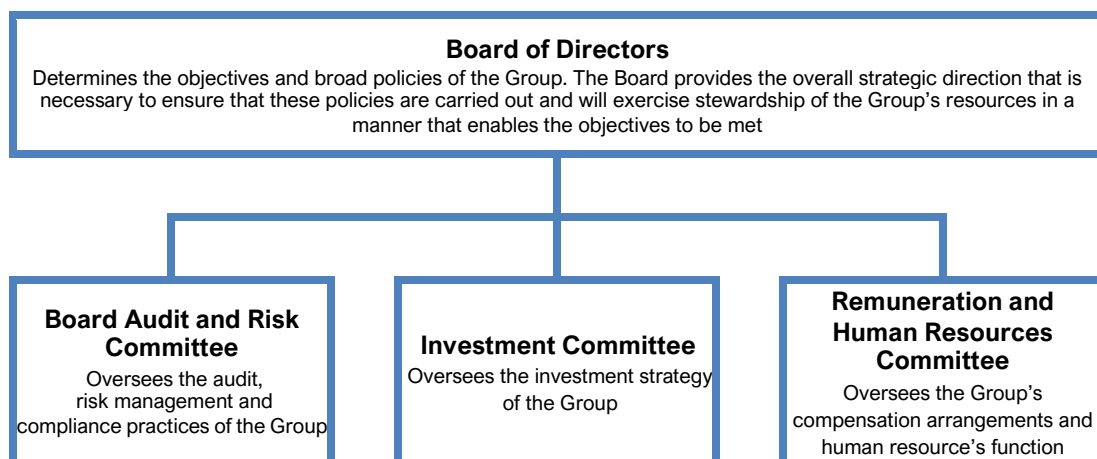 Board of Directors
Determines the objectives and broad policies of the Group. The Board provides the overall strategic direction that is
necessary to ensure that these policies are carried out and will exercise stewardship of the Group’s resources in a
manner that enables the objectives to be met
Board Audit and Risk
Committee
Oversees the audit,
risk management and
compliance practices of the Group
Investment Committee
Oversees the investment strategy
of the Group
Remuneration and
Human Resources
Committee
Oversees the Group’s
compensation arrangements and
human resource’s function